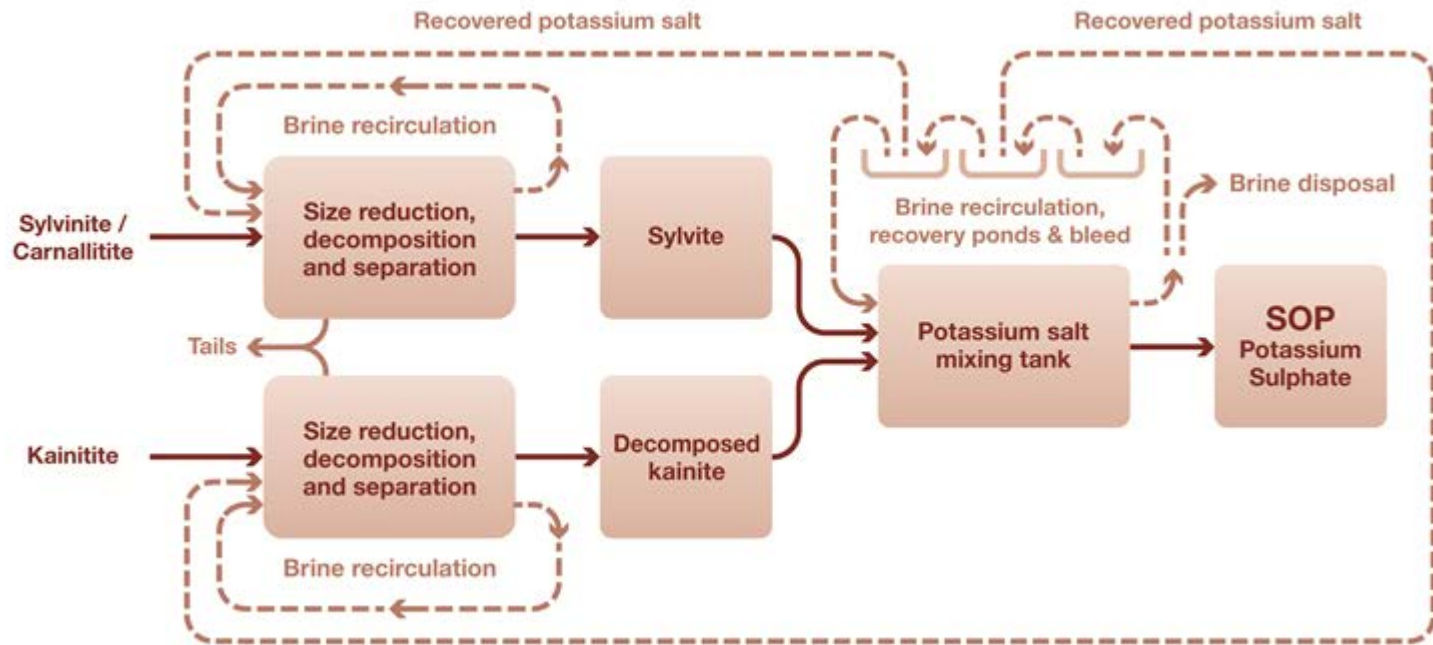 Recovered potassium salt
Recovered potassium salt
Brine recirculation
Sylvinite /
Carnallitite
Size reduction,
decomposition
and separation
Sylvite
Brine recirculation,
recovery ponds & bleed
Brine disposal
Tails
Potassium salt
mixing tank
SOP
Potassium
Sulphate
Kainitite
Size reduction,
decomposition
and separation
Decomposed
kainite
Brine recirculation